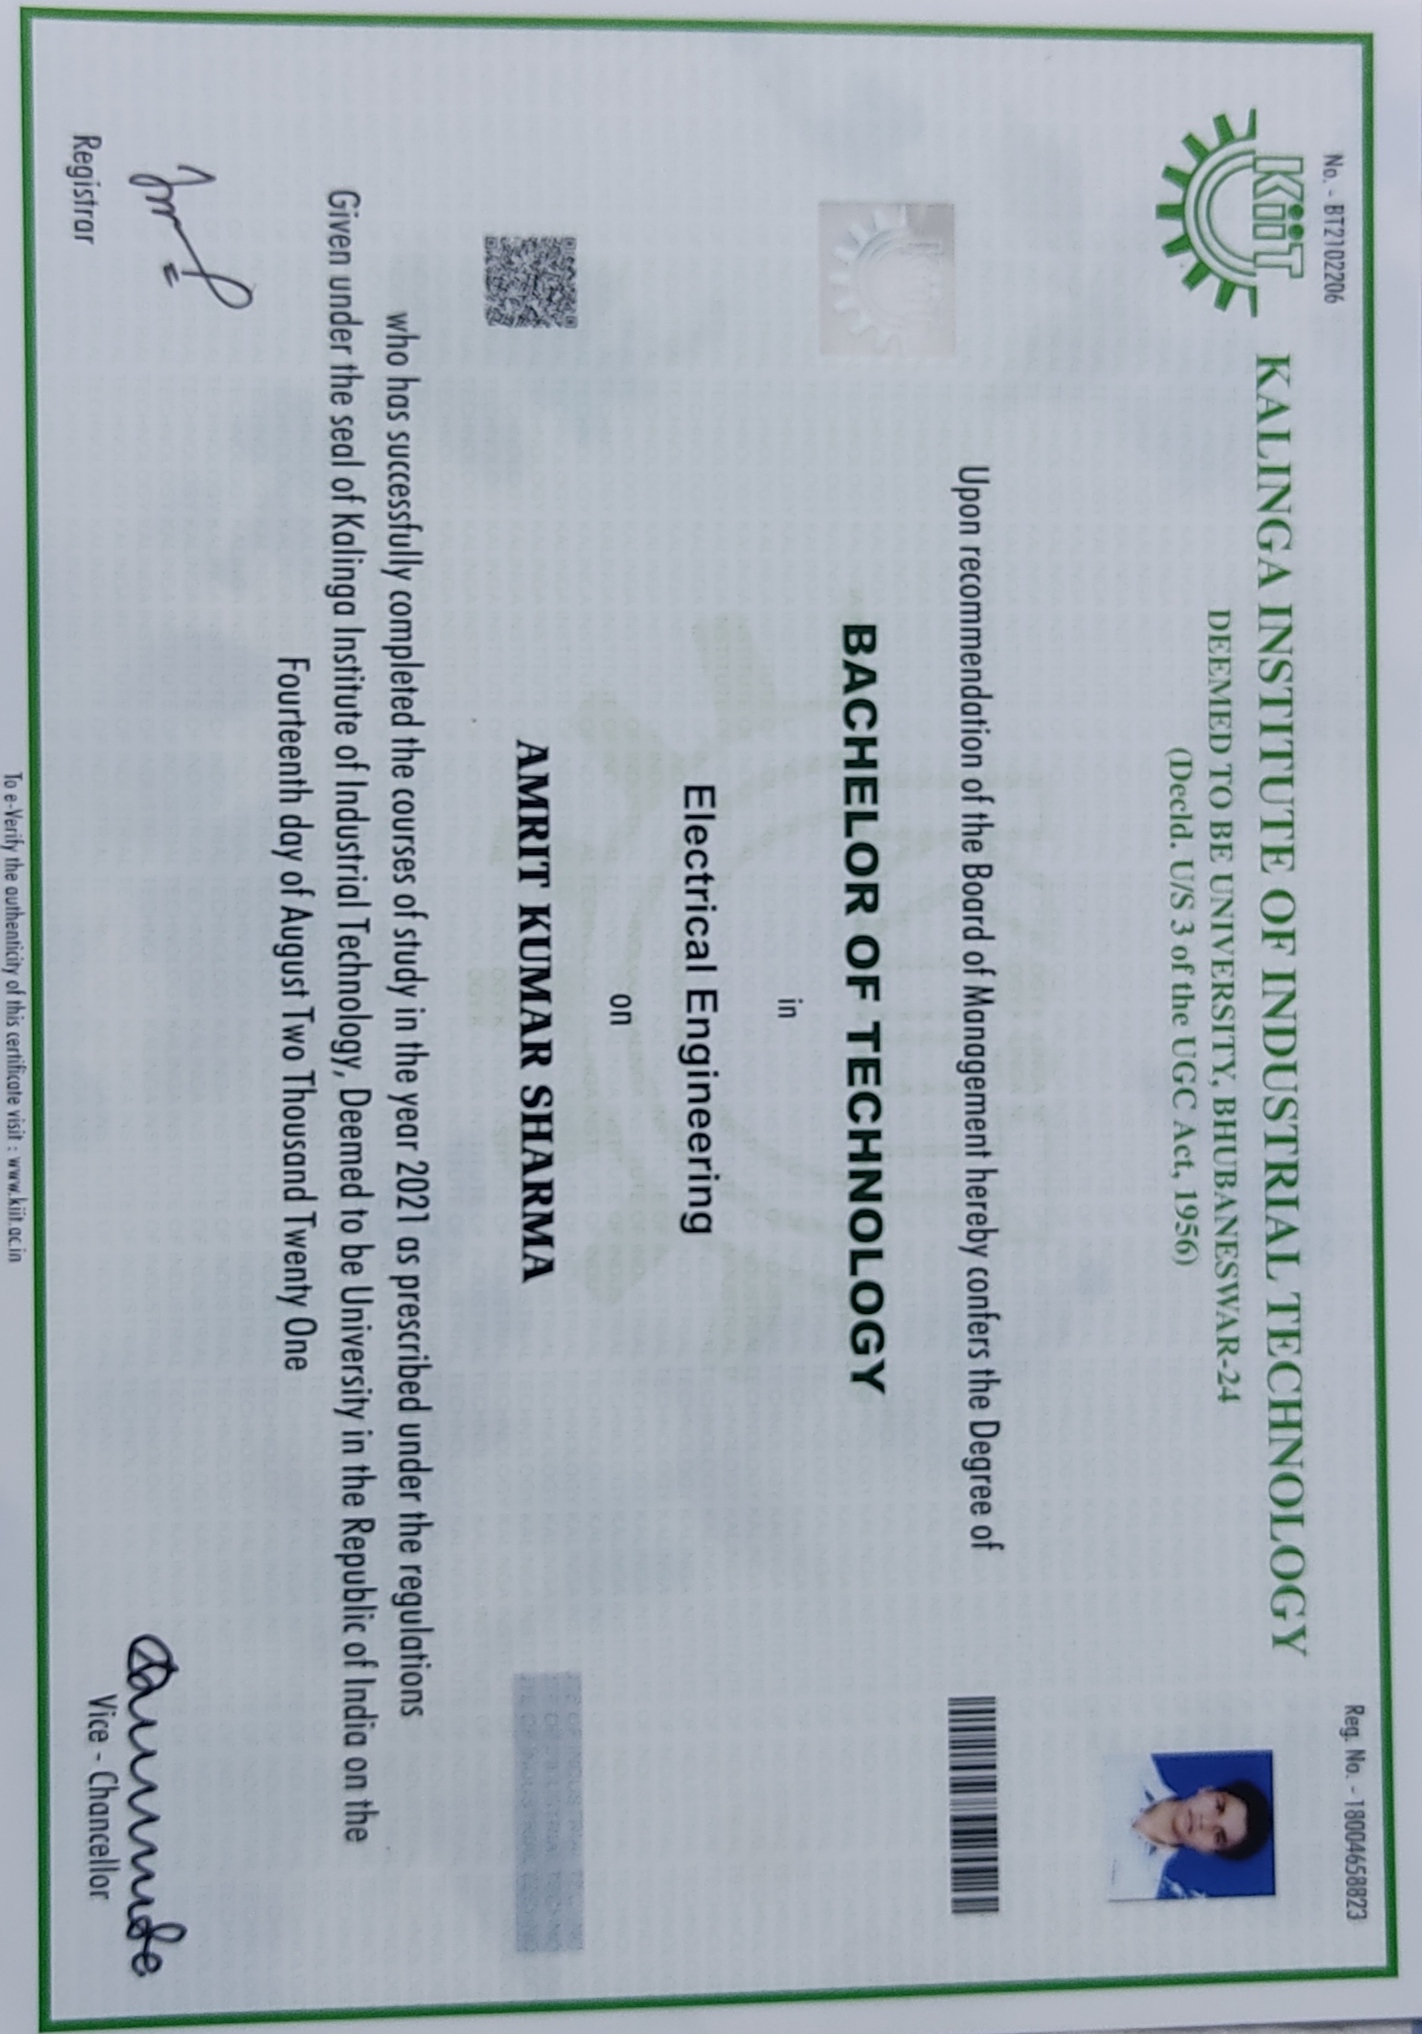 No. - BT2102206
Reg. No. - 18004658823
KiiT
KALINGA INSTITUTE OF INDUSTRIAL TECHNOLOGY
DEEMED TO BE UNIVERSITY, BHUBANESWAR-24
(Decld. U/S 3 of the UGC Act, 1956)
Upon recommendation of the Board of Management hereby confers the Degree of
BACHELOR OF TECHNOLOGY
in
Electrical Engineering
on
AMRIT KUMAR SHARMA
who has successfully completed the courses of study in the year 2021 as prescribed under the regulations
Given under the seal of Kalinga Institute of Industrial Technology, Deemed to be University in the Republic of India on the
Fourteenth day of August Two Thousand Twenty One
Registrar
Vice - Chancellor
To e-Verify the authenticity of this certificate visit : www.kiit.ac.in